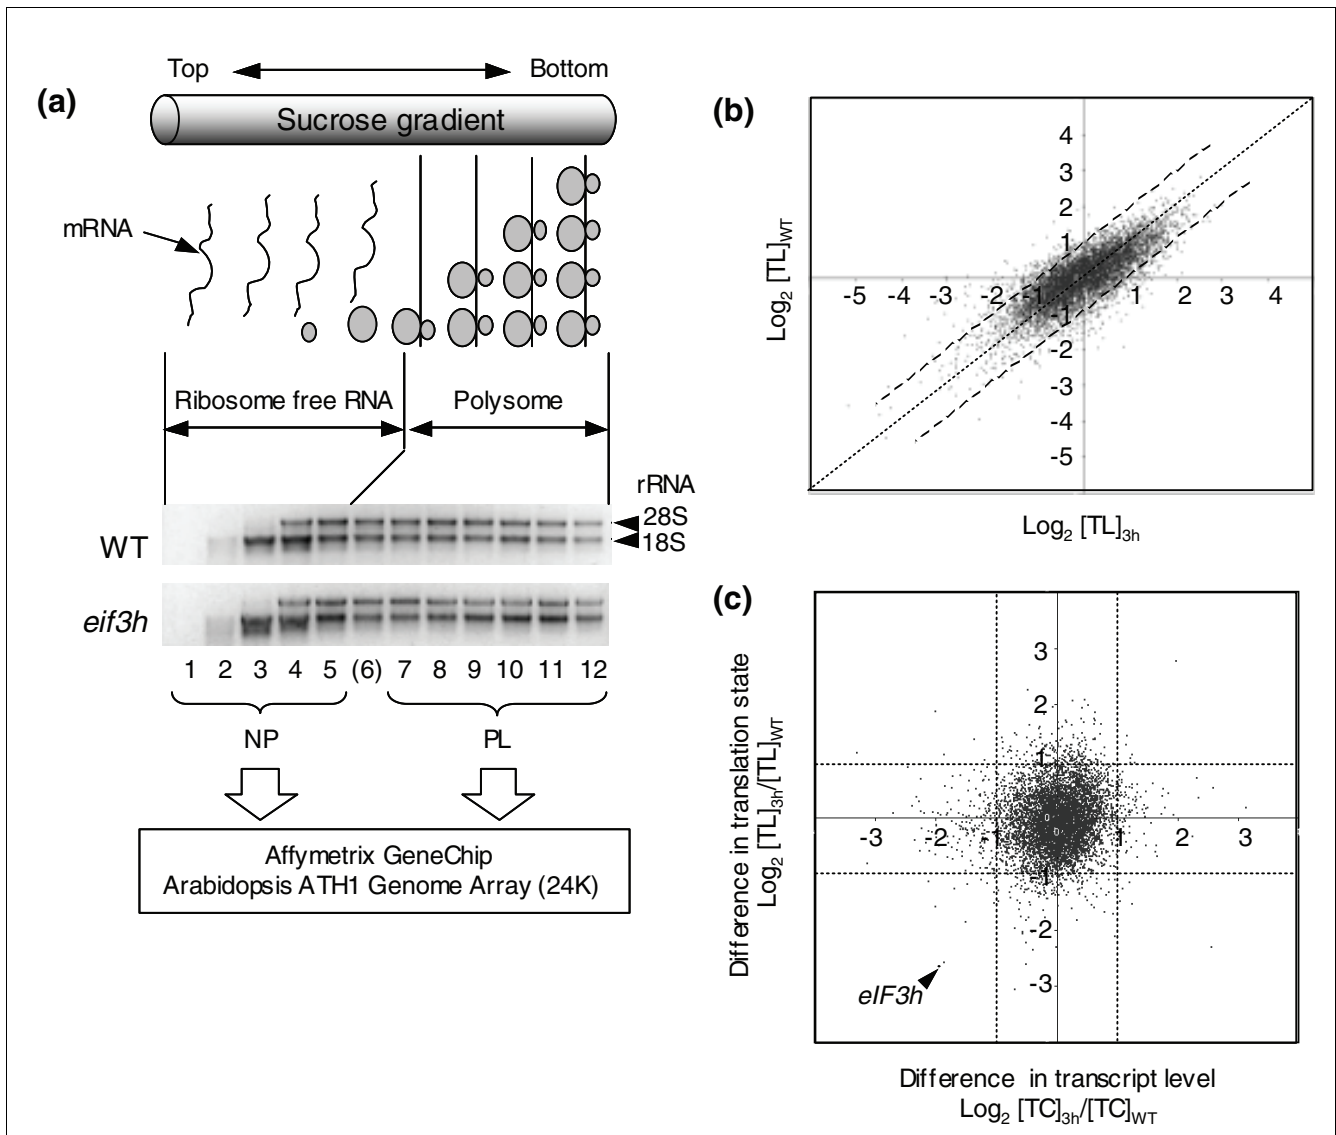 (a)
Top
Bottom
Sucrose gradient
mRNA
Ribosome free RNA
Polysome
rRNA
28S
18S
WT
eif3h
1 2 3 4 5 (6) 7 8 9 10 11 12
NP
PL
Affymetrix GeneChip
Arabidopsis ATH1 Genome Array (24K)
(b)
Log2 [TL]WT
4
3
2
1
-5 -4 -3 -2 -1 1 2 3 4
-1
-2
-3
-4
-5
Log2 [TL]3h
(c)
Difference in translation state
Log2 [TL]3h/[TL]WT
3
2
1
0
-3 -2 -1 0 1 2 3
-1
-2
-3
eIF3h
Difference in transcript level
Log2 [TC]3h/[TC]WT